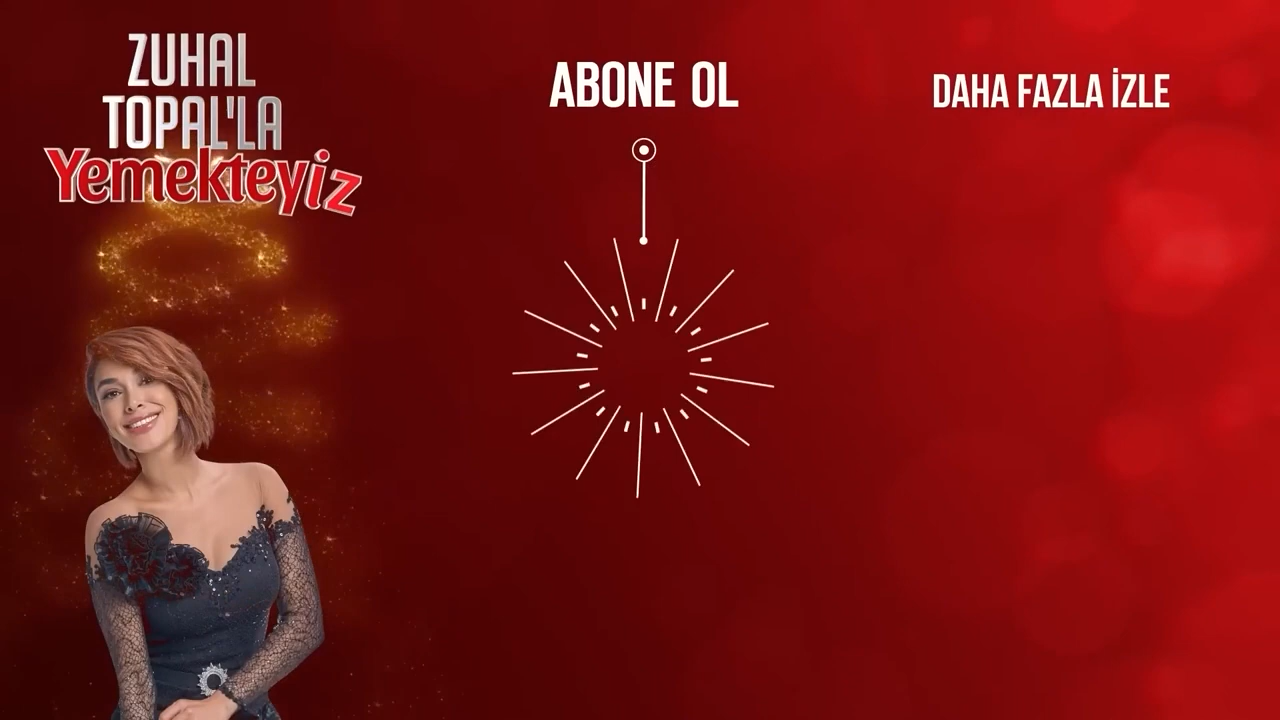 ZUHAL
TOPAL'LA
Yemekteyiz
ABONE OL
DAHA FAZLA İZLE